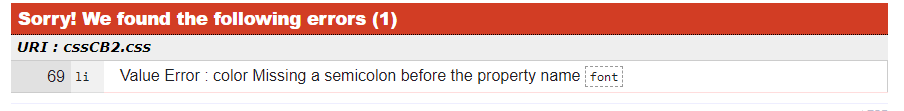 Sorry! We found the following errors (1)
URI : cssCB2.css
69 li Value Error : color Missing a semicolon before the property name font